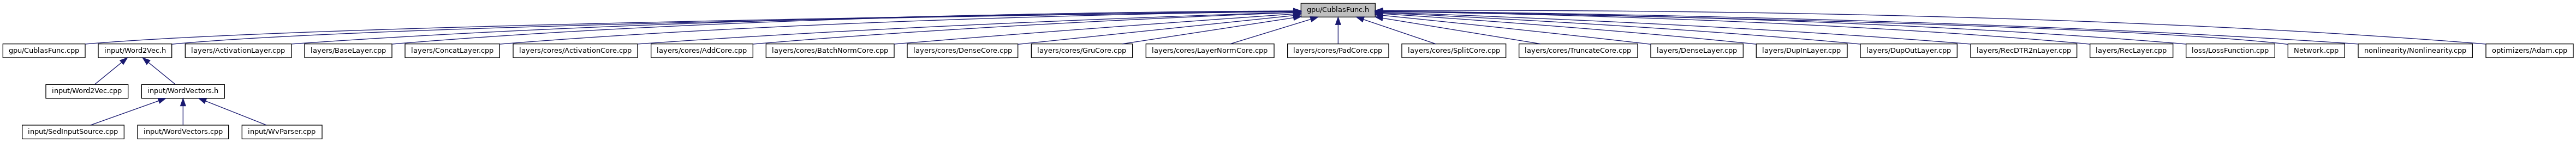 gpu/CublasFunc.h
gpu/CublasFunc.cpp
input/Word2Vec.h
layers/ActivationLayer.cpp
layers/BaseLayer.cpp
layers/ConcatLayer.cpp
layers/cores/ActivationCore.cpp
layers/cores/AddCore.cpp
layers/cores/BatchNormCore.cpp
layers/cores/DenseCore.cpp
layers/cores/GruCore.cpp
layers/cores/LayerNormCore.cpp
layers/cores/PadCore.cpp
layers/cores/SplitCore.cpp
layers/cores/TruncateCore.cpp
layers/DenseLayer.cpp
layers/DupInLayer.cpp
layers/DupOutLayer.cpp
layers/RecDTR2nLayer.cpp
layers/RecLayer.cpp
loss/LossFunction.cpp
Network.cpp
nonlinearity/Nonlinearity.cpp
optimizers/Adam.cpp
input/Word2Vec.cpp
input/WordVectors.h
input/SedInputSource.cpp
input/WordVectors.cpp
input/WvParser.cpp